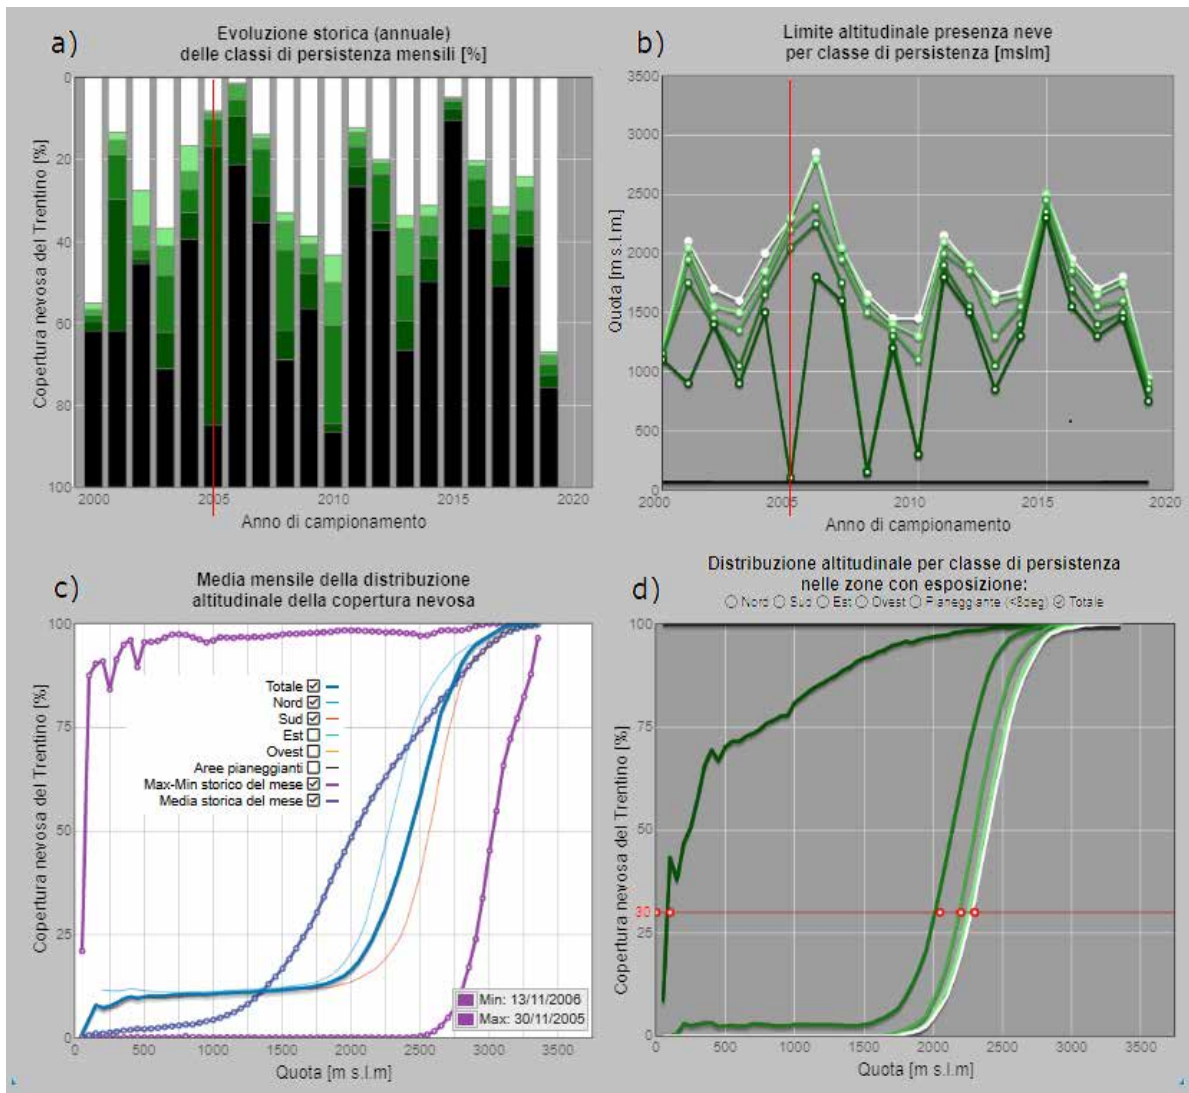 a)
Evoluzione storica (annuale)
delle classi di persistenza mensili [%]
Copertura nevosa del Trentino [%]
0
20
40
60
80
100
2000
2005
2010
2015
2020
Anno di campionamento
b)
Limite altitudinale presenza neve
per classe di persistenza [mslm]
Quota [m s.l.m]
3500
3000
2500
2000
1500
1000
500
0
2000
2005
2010
2015
2020
Anno di campionamento
c)
Media mensile della distribuzione
altitudinale della copertura nevosa
Copertura nevosa del Trentino [%]
100
75
50
25
0
Totale
Nord
Sud
Est
Ovest
Aree pianeggianti
Max-Min storico del mese
Media storica del mese
Min: 13/11/2006
Max: 30/11/2005
0
500
1000
1500
2000
2500
3000
3500
Quota [m s.l.m]
d)
Distribuzione altitudinale per classe di persistenza
nelle zone con esposizione:
Nord Sud Est Ovest Pianeggiante (<8deg) Totale
Copertura nevosa del Trentino [%]
100
75
50
30
25
0
0
500
1000
1500
2000
2500
3000
3500
Quota [m s.l.m]